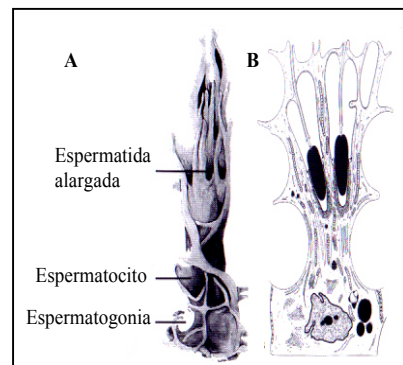 A
B
Espermatida
alargada
Espermatocito
Espermatogonia